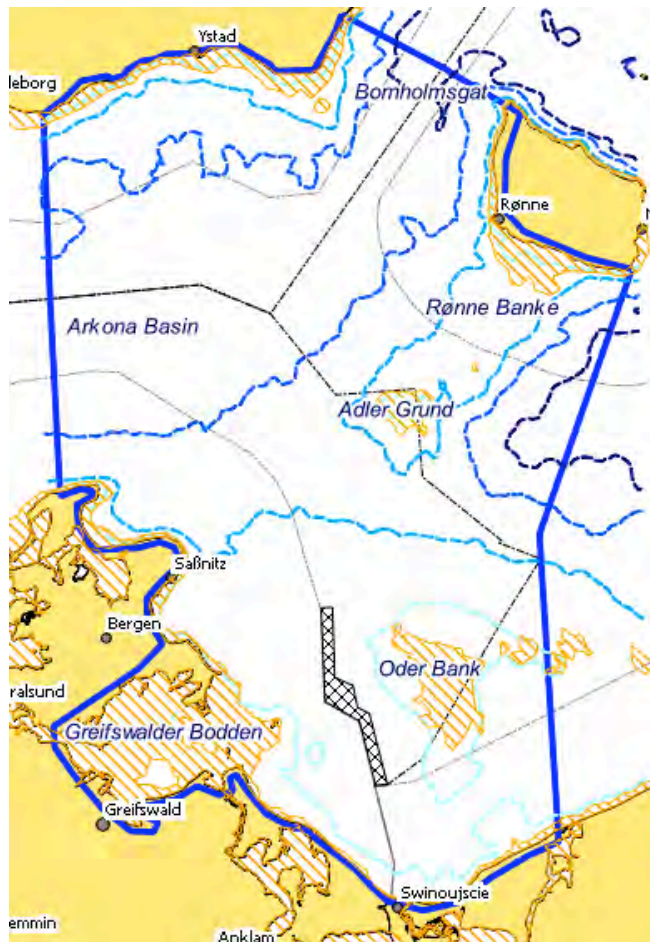 Ystad
leborg
Bornholmsgat
Rønne
N
Rønne Banke
Arkona Basin
Adler Grund
Saßnitz
Bergen
Oder Bank
ralsund
Greifswalder Bodden
Greifswald
Swinoujscie
emmin
Anklam